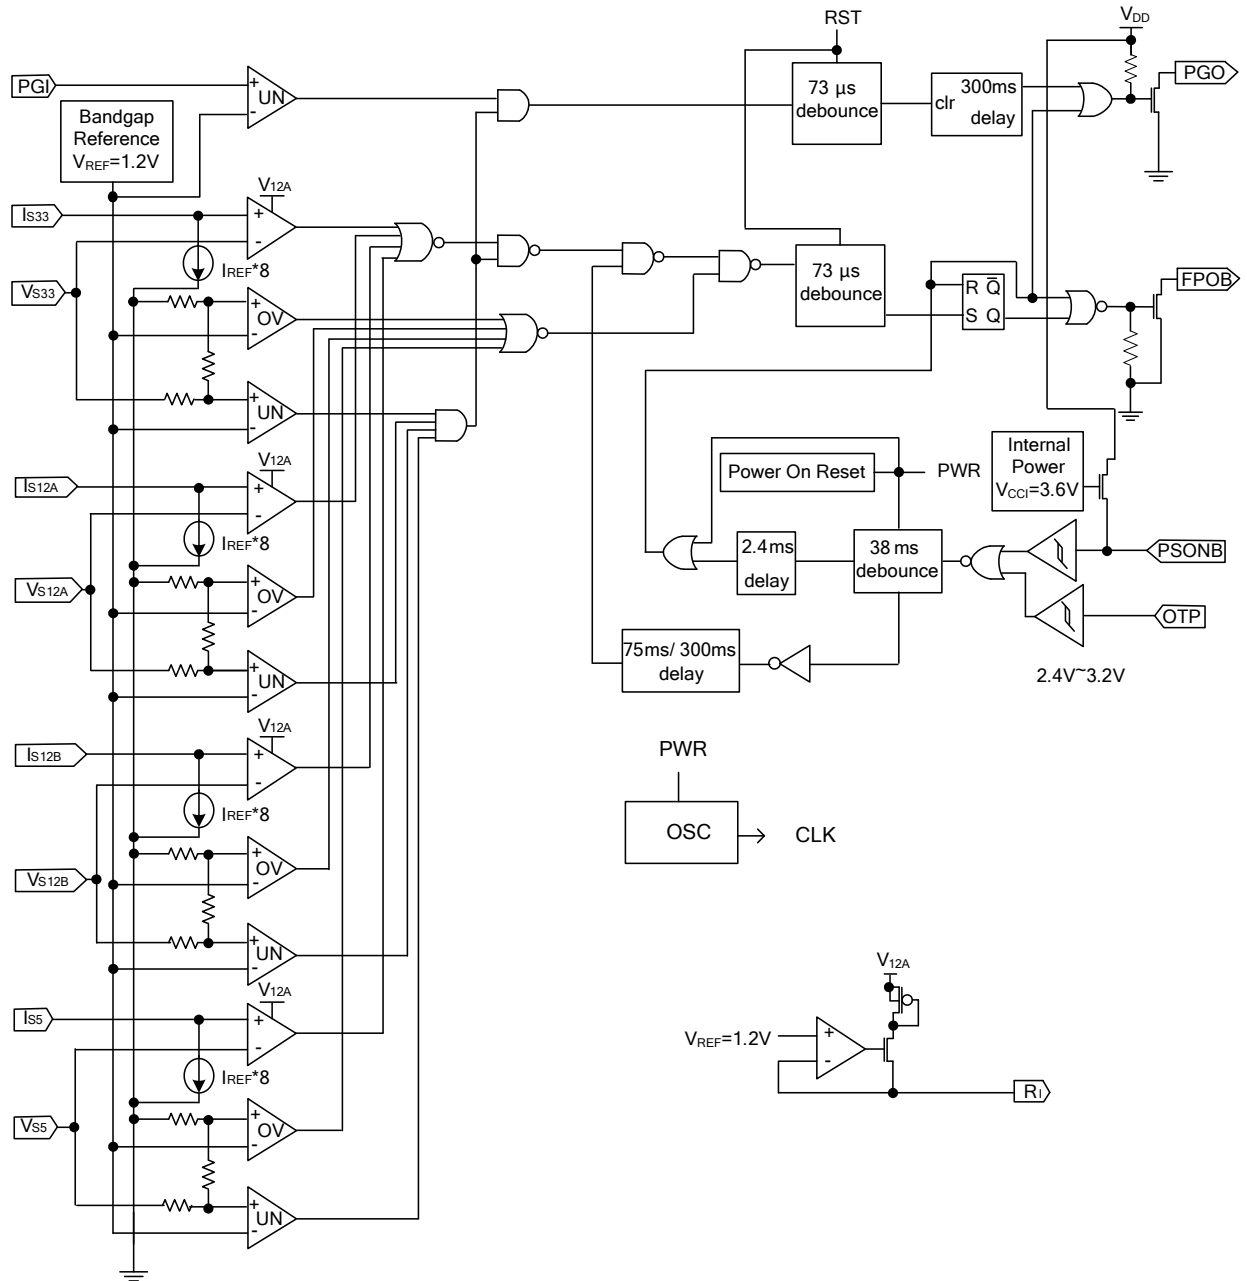 RST
VDD
PGI
+
UN
-
73 µs
debounce
clr
300ms
delay
PGO
Bandgap
Reference
VREF=1.2V
V12A
IS33
+
-
IREF*8
VS33
+
OV
-
73 µs
debounce
R Q̅
S Q
FPOB
+
UN
-
V12A
IS12A
+
-
IREF*8
Power On Reset
PWR
Internal
Power
VCCI=3.6V
VS12A
+
OV
-
2.4ms
delay
38 ms
debounce
PSONB
OTP
+
UN
-
75ms/ 300ms
delay
2.4V~3.2V
V12A
IS12B
+
-
IREF*8
PWR
OSC
CLK
VS12B
+
OV
-
+
UN
-
V12A
IS5
+
-
IREF*8
V12A
VREF=1.2V
+
-
RI
VS5
+
OV
-
+
UN
-